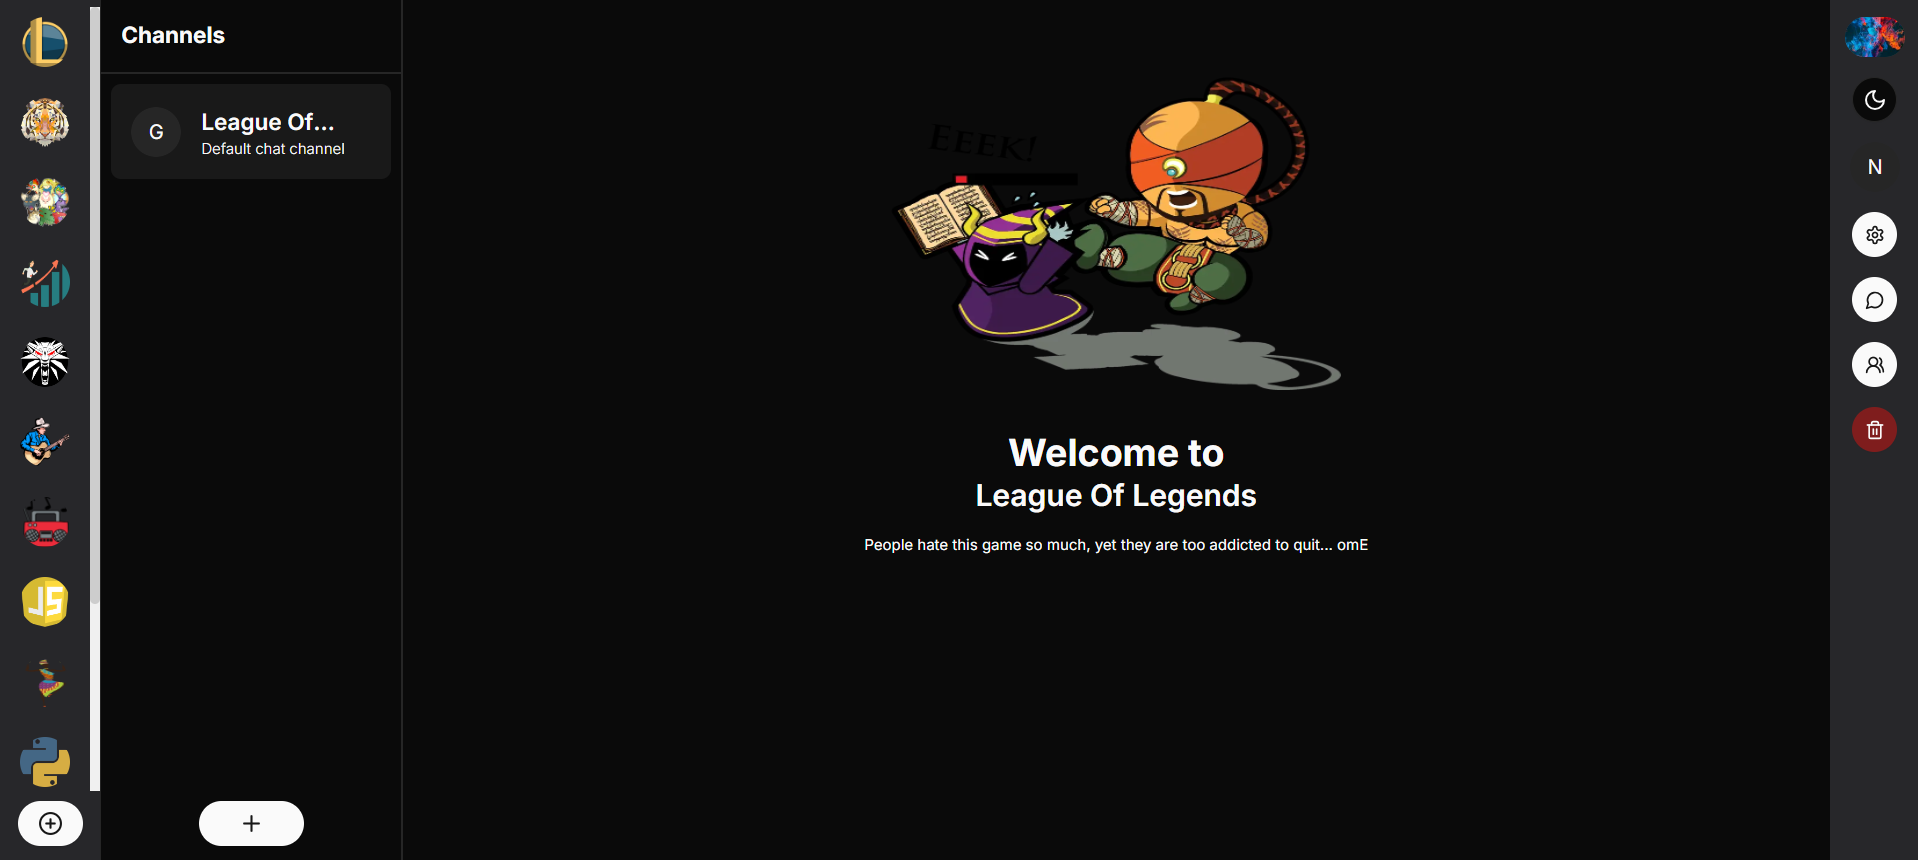 Channels
G
League Of...
Default chat channel
EEEK!
Welcome to
League Of Legends
People hate this game so much, yet they are too addicted to quit... omE
N
JS